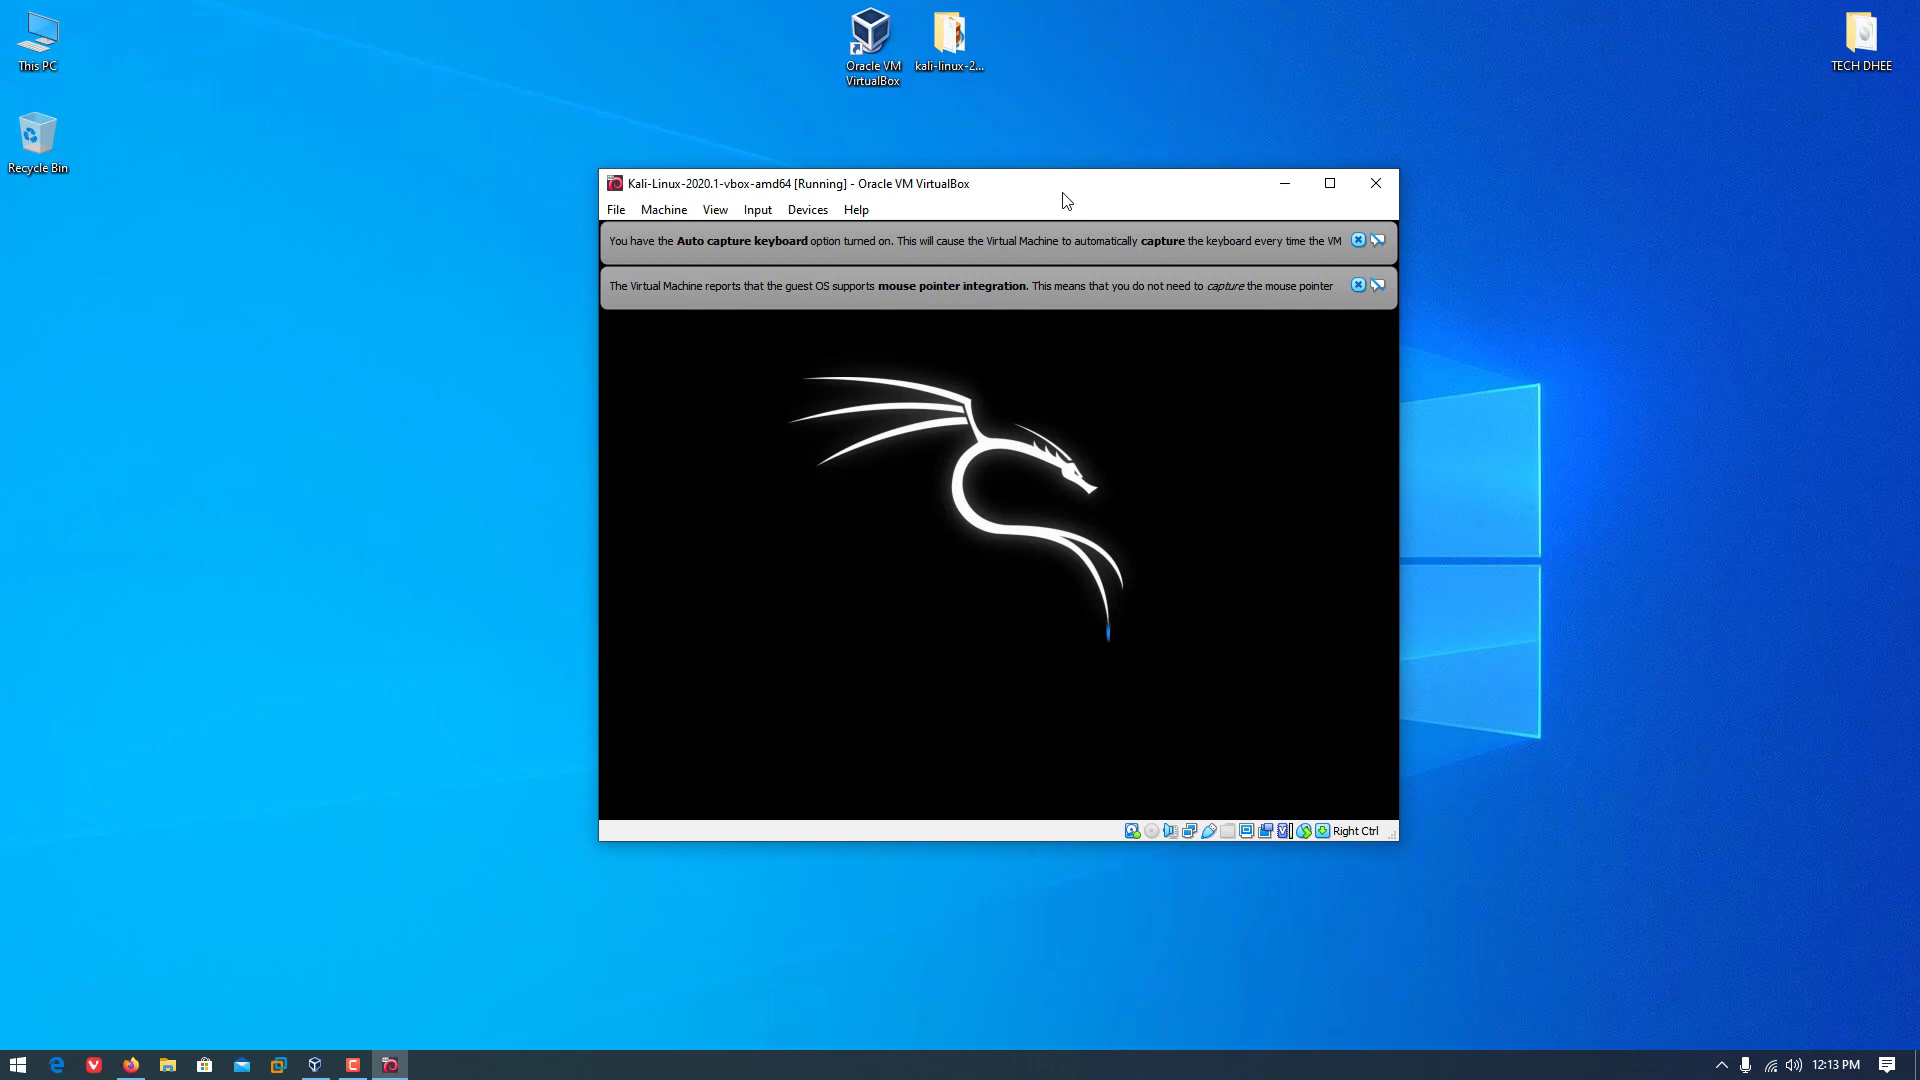 This PC
Recycle Bin
Oracle VM
VirtualBox
kali-linux-2...
TECH DHEE
Kali-Linux-2020.1-vbox-amd64 [Running] - Oracle VM VirtualBox
File Machine View Input Devices Help
You have the Auto capture keyboard option turned on. This will cause the Virtual Machine to automatically capture the keyboard every time the VM
The Virtual Machine reports that the guest OS supports mouse pointer integration. This means that you do not need to capture the mouse pointer
Right Ctrl
12:13 PM